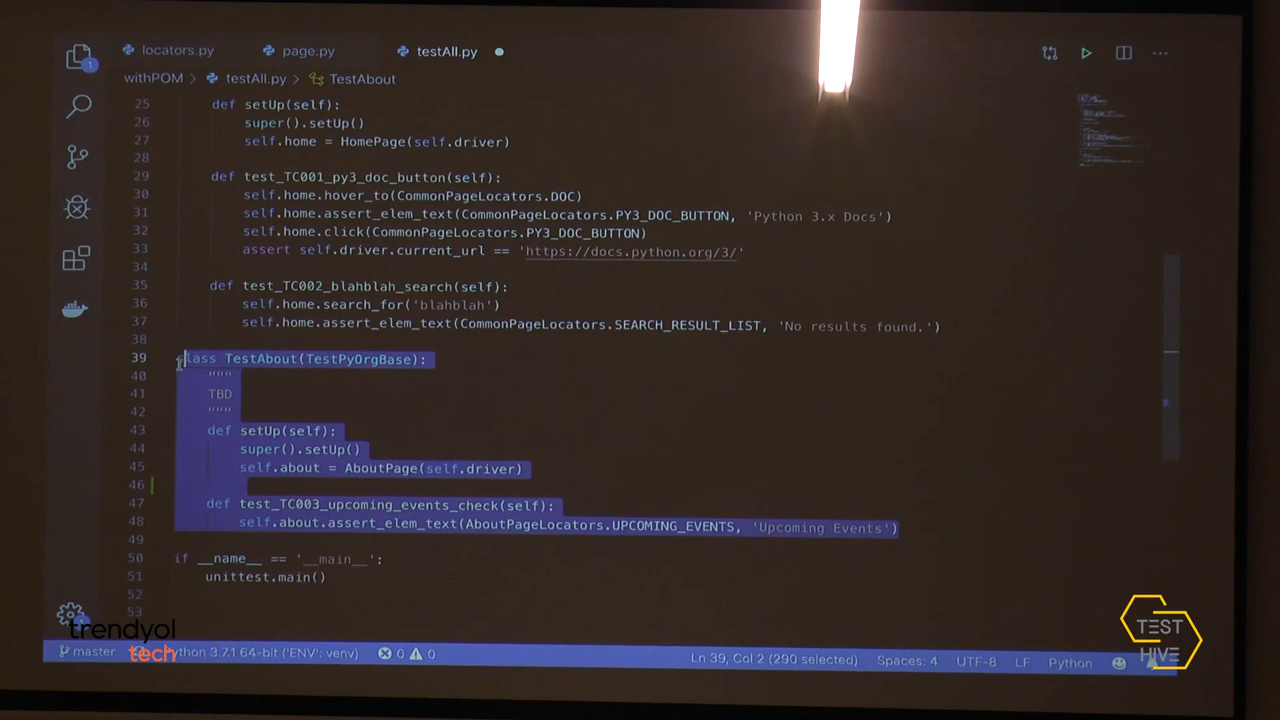 locators.py page.py testAll.py
withPOM > testAll.py > TestAbout
25 def setUp(self):
26 super().setUp()
27 self.home = HomePage(self.driver)
28
29 def test_TC001_py3_doc_button(self):
30 self.home.hover_to(CommonPageLocators.DOC)
31 self.home.assert_elem_text(CommonPageLocators.PY3_DOC_BUTTON, 'Python 3.x Docs')
32 self.home.click(CommonPageLocators.PY3_DOC_BUTTON)
33 assert self.driver.current_url == 'https://docs.python.org/3/'
34
35 def test_TC002_blahblah_search(self):
36 self.home.search_for('blahblah')
37 self.home.assert_elem_text(CommonPageLocators.SEARCH_RESULT_LIST, 'No results found.')
38
39 class TestAbout(TestPyOrgBase):
40 """
41 TBD
42 """
43 def setUp(self):
44 super().setUp()
45 self.about = AboutPage(self.driver)
46
47 def test_TC003_upcoming_events_check(self):
48 self.about.assert_elem_text(AboutPageLocators.UPCOMING_EVENTS, 'Upcoming Events')
49
50 if __name__ == '__main__':
51 unittest.main()
52
53
trendyol
tech
TEST
HIVE
master Python 3.7.1 64-bit ('ENV': venv) 0 0 Ln 39, Col 2 (290 selected) Spaces: 4 UTF-8 LF Python